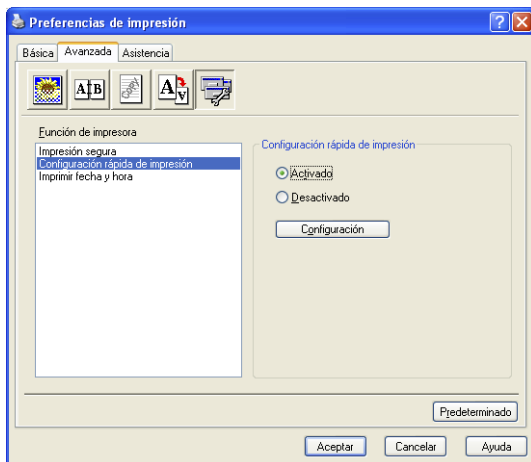 Preferencias de impresión
Básica Avanzada Asistencia
A B
A A
Función de impresora
Impresión segura
Configuración rápida de impresión
Imprimir fecha y hora
Configuración rápida de impresión
Activado
Desactivado
Configuración
Predeterminado
Aceptar Cancelar Ayuda